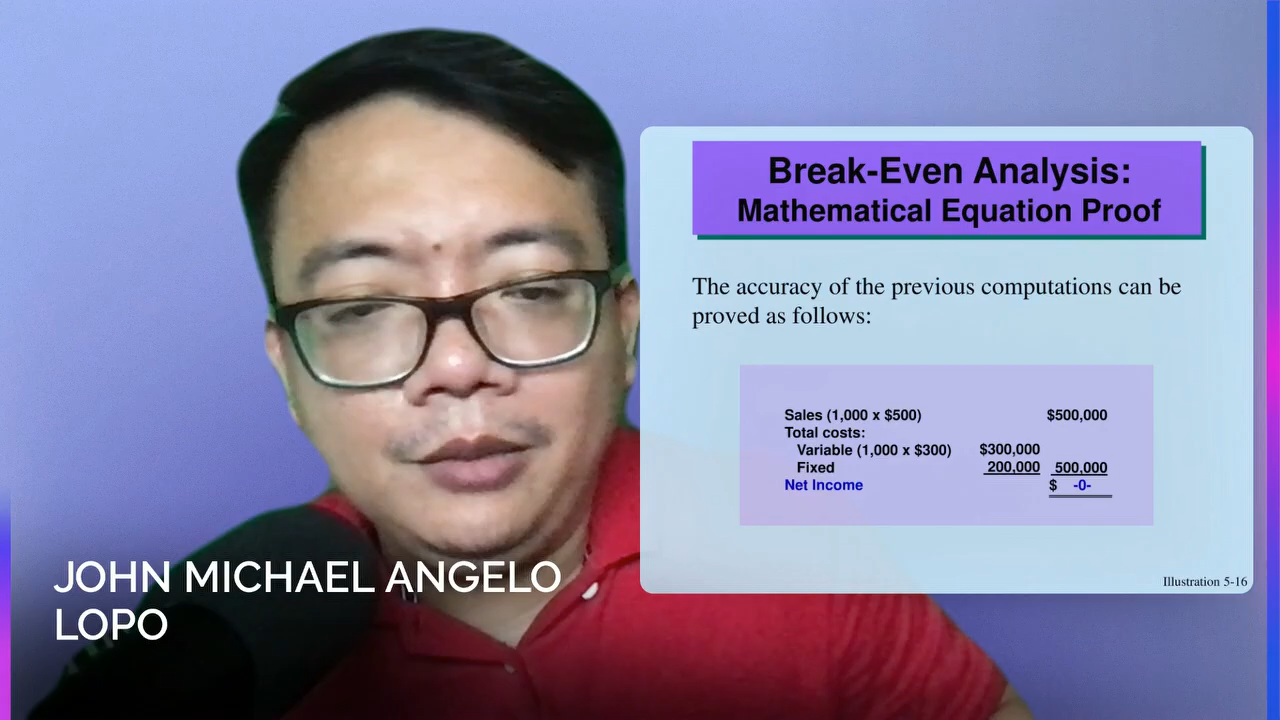 Break-Even Analysis:
Mathematical Equation Proof
The accuracy of the previous computations can be
proved as follows:
Sales (1,000 x $500) $500,000
Total costs:
Variable (1,000 x $300) $300,000
Fixed 200,000 500,000
Net Income $ -0-
Illustration 5-16
JOHN MICHAEL ANGELO
LOPO